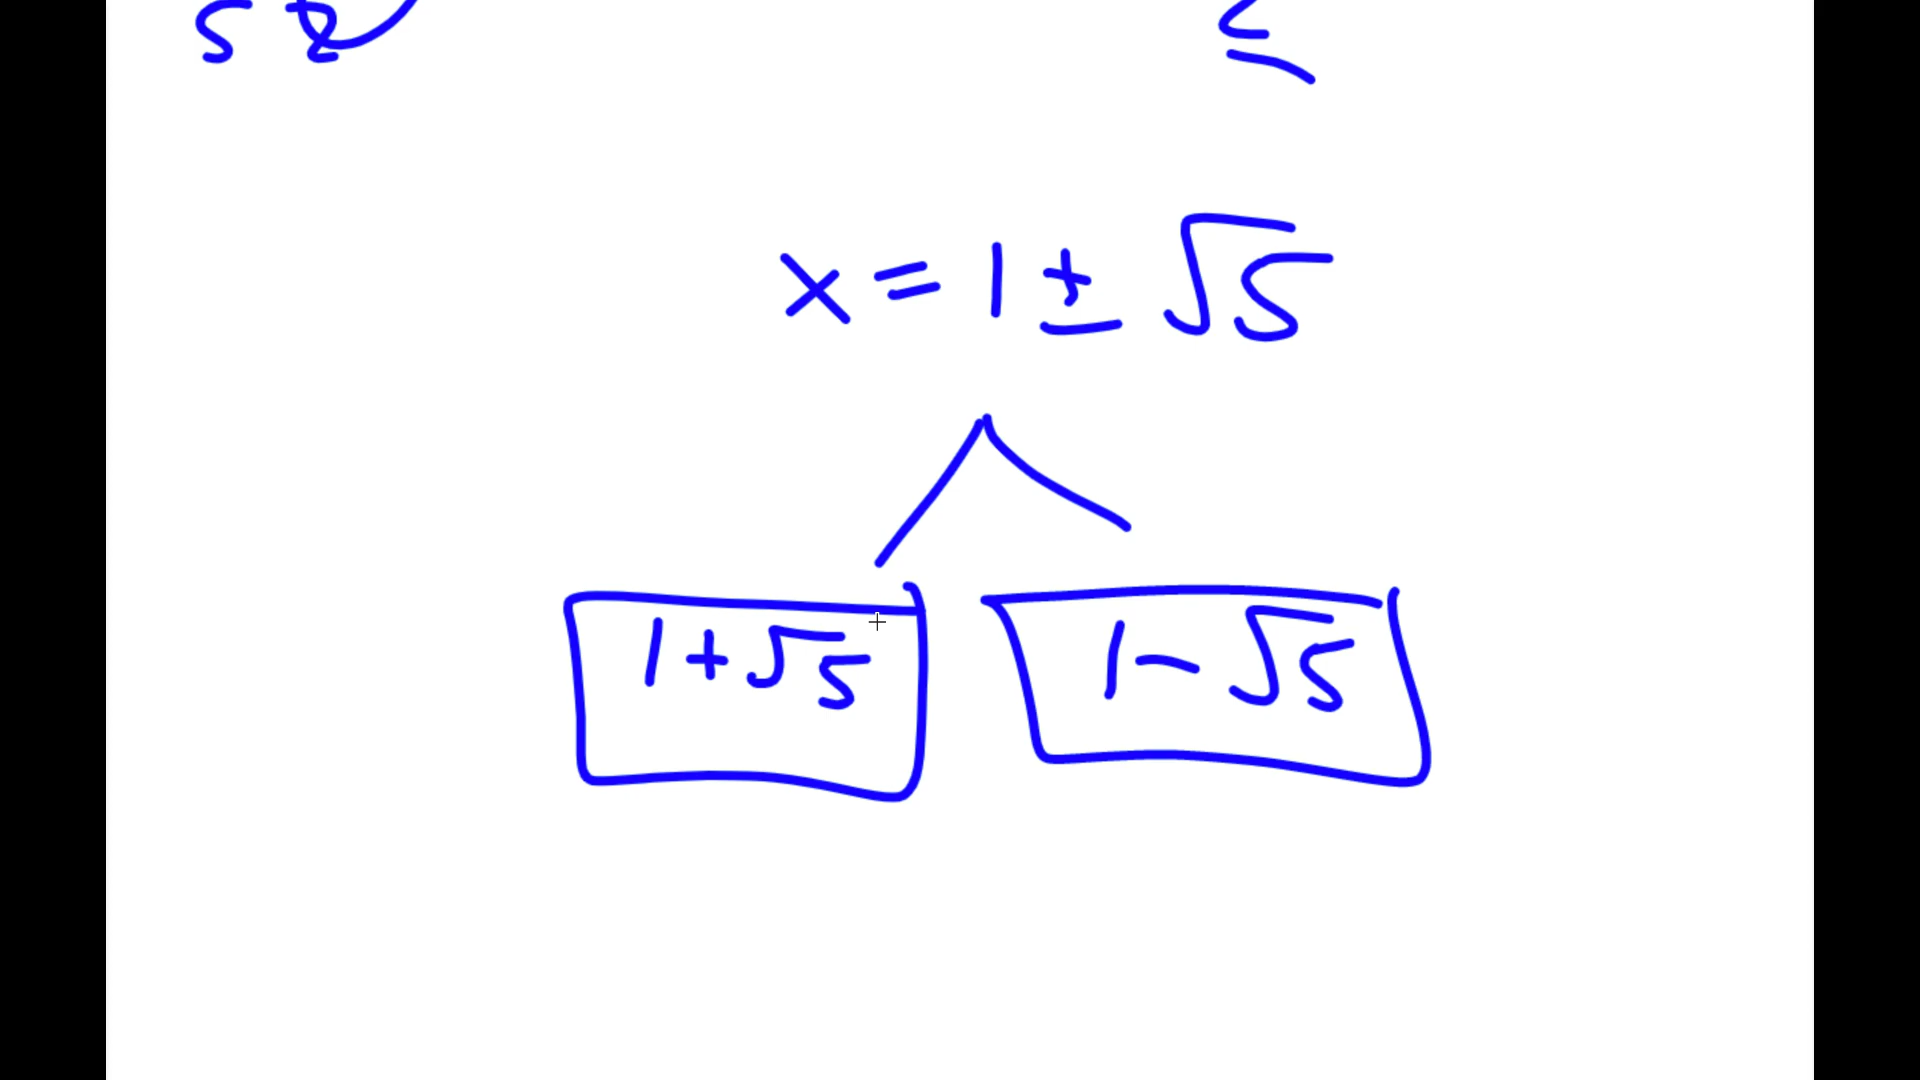 x = 1 ± √5
1 + √5
1 - √5